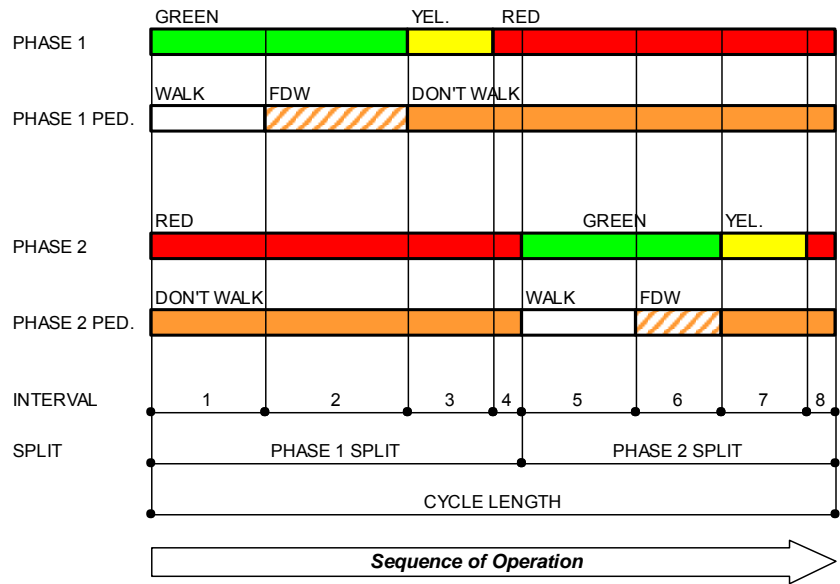 GREEN YEL. RED
PHASE 1
WALK FDW DON'T WALK
PHASE 1 PED.
RED GREEN YEL.
PHASE 2
DON'T WALK WALK FDW
PHASE 2 PED.
INTERVAL 1 2 3 4 5 6 7 8
SPLIT PHASE 1 SPLIT PHASE 2 SPLIT
CYCLE LENGTH
Sequence of Operation